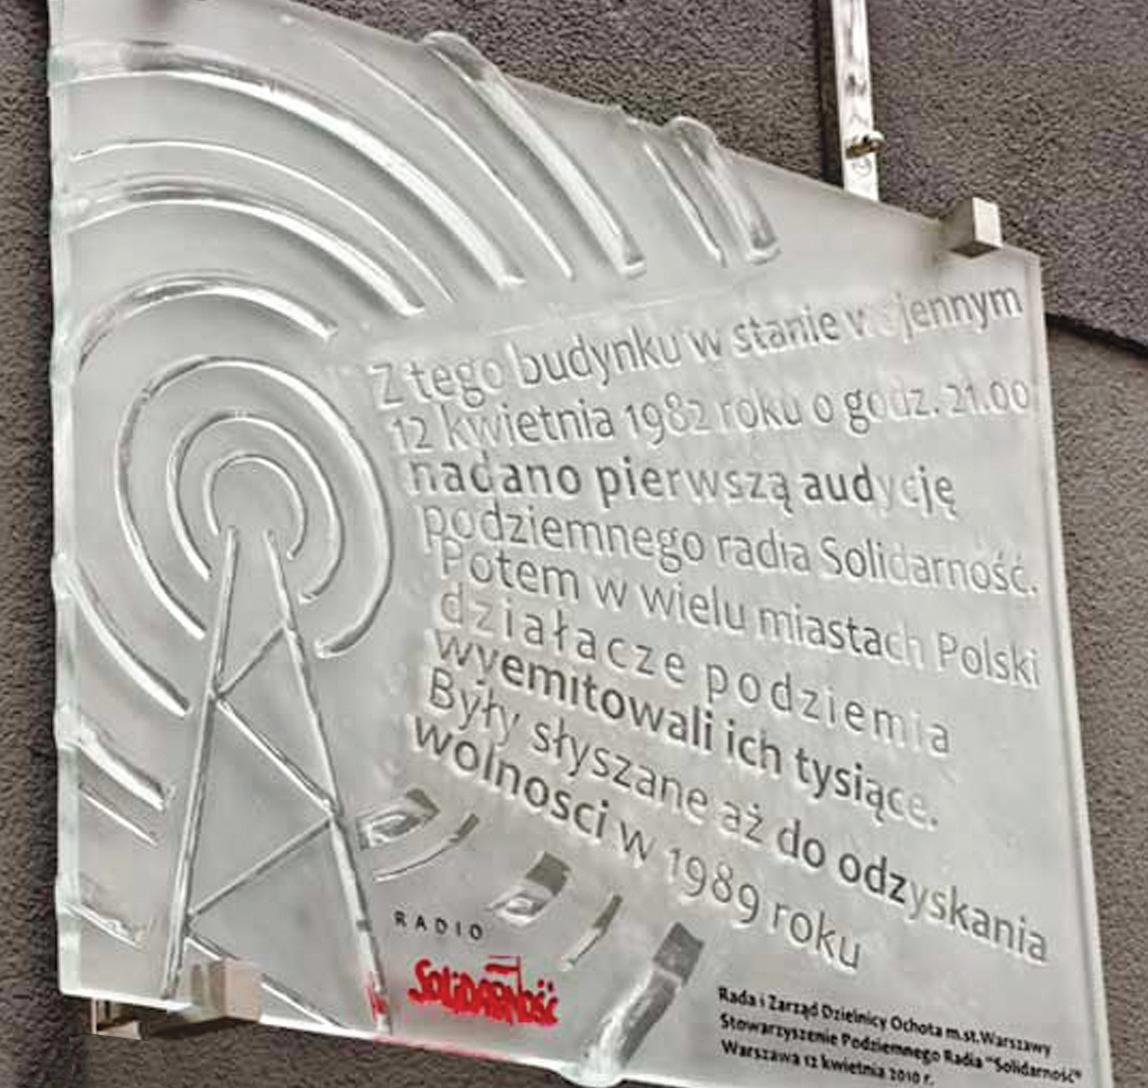 Z tego budynku w stanie wojennym
12 kwietnia 1982 roku o godz. 21.00
nadano pierwszą audycję
podziemnego radia Solidarność.
Potem w wielu miastach Polski
działacze podziemia
wyemitowali ich tysiące.
Były słyszane aż do odzyskania
wolnosci w 1989 roku
RADIO
SOLIDARNOŚĆ
Rada i Zarząd Dzielnicy Ochota m.st. Warszawy
Stowarzyszenie Podziemnego Radia "Solidarność"
Warszawa 12 kwietnia 2010 r.